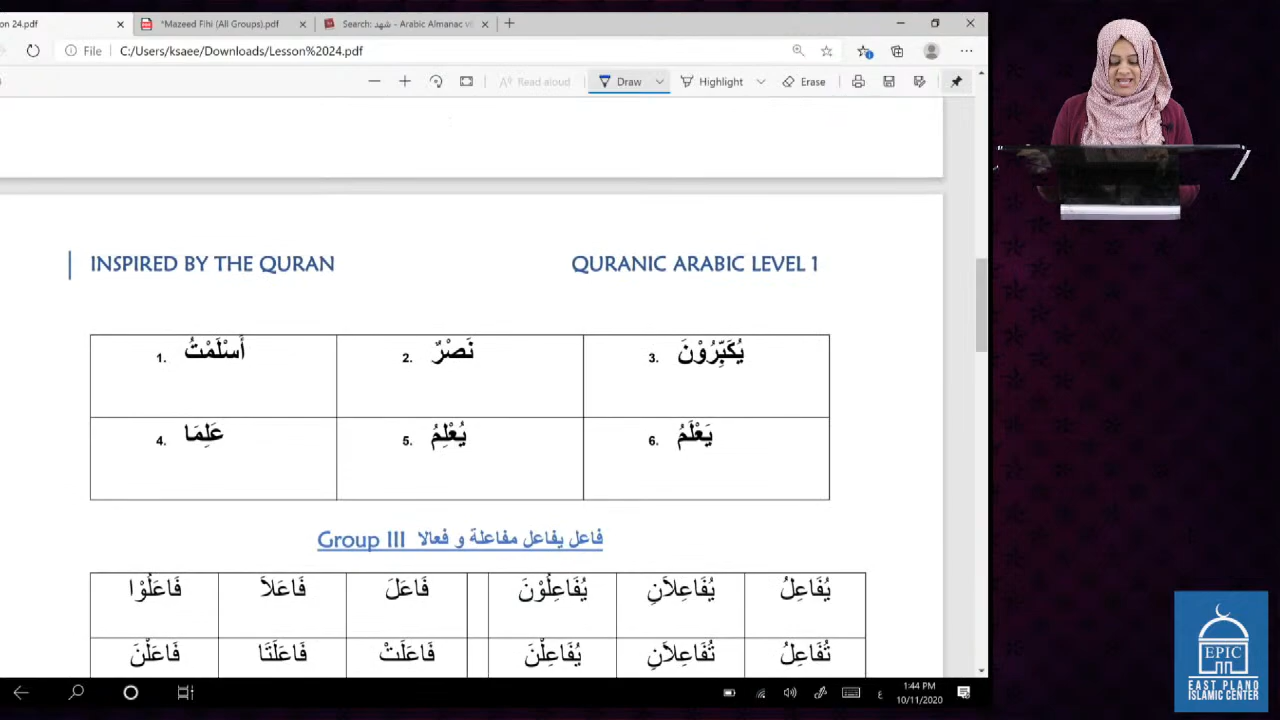 on 24.pdf
*Mazeed Fihi (All Groups).pdf
Search: شهد - Arabic Almanac vi
File C:/Users/ksaee/Downloads/Lesson%2024.pdf
Read aloud Draw Highlight Erase
INSPIRED BY THE QURAN QURANIC ARABIC LEVEL 1
1. أَسْلَمْتُ 2. نَصْرٌ 3. يُكَبِّرُوْنَ
4. عَلِمَا 5. يُعْلِمُ 6. يَعْلَمُ
Group III فاعل يفاعل مفاعلة و فعالا
يُفَاعِلُ يُفَاعِلَانِ يُفَاعِلُوْنَ فَاعَلَ فَاعَلاَ فَاعَلُوْا
تُفَاعِلُ تُفَاعِلَانِ يُفَاعِلْنَ فَاعَلَتْ فَاعَلَتَا فَاعَلْنَ
ع
1:44 PM
10/11/2020
EPIC
EAST PLANO
ISLAMIC CENTER